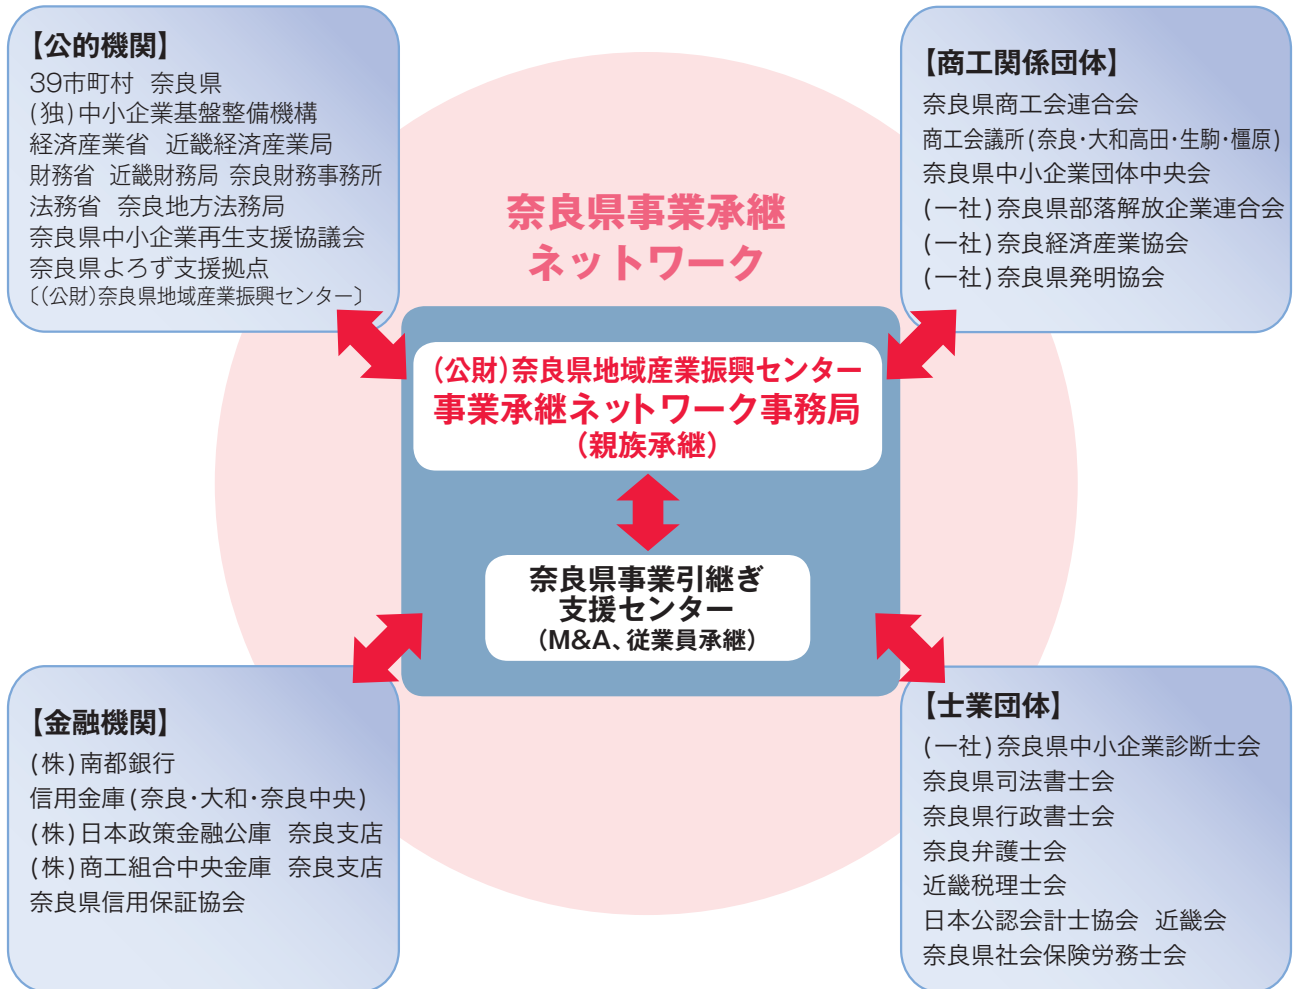 【公的機関】
39市町村 奈良県
(独)中小企業基盤整備機構
経済産業省 近畿経済産業局
財務省 近畿財務局 奈良財務事務所
法務省 奈良地方法務局
奈良県中小企業再生支援協議会
奈良県よろず支援拠点
〔(公財)奈良県地域産業振興センター〕
【商工関係団体】
奈良県商工会連合会
商工会議所(奈良・大和高田・生駒・橿原)
奈良県中小企業団体中央会
(一社)奈良県部落解放企業連合会
(一社)奈良経済産業協会
(一社)奈良県発明協会
奈良県事業承継
ネットワーク
(公財)奈良県地域産業振興センター
事業承継ネットワーク事務局
(親族承継)
奈良県事業引継ぎ
支援センター
(M&A、従業員承継)
【金融機関】
(株)南都銀行
信用金庫(奈良・大和・奈良中央)
(株)日本政策金融公庫 奈良支店
(株)商工組合中央金庫 奈良支店
奈良県信用保証協会
【士業団体】
(一社)奈良県中小企業診断士会
奈良県司法書士会
奈良県行政書士会
奈良弁護士会
近畿税理士会
日本公認会計士協会 近畿会
奈良県社会保険労務士会